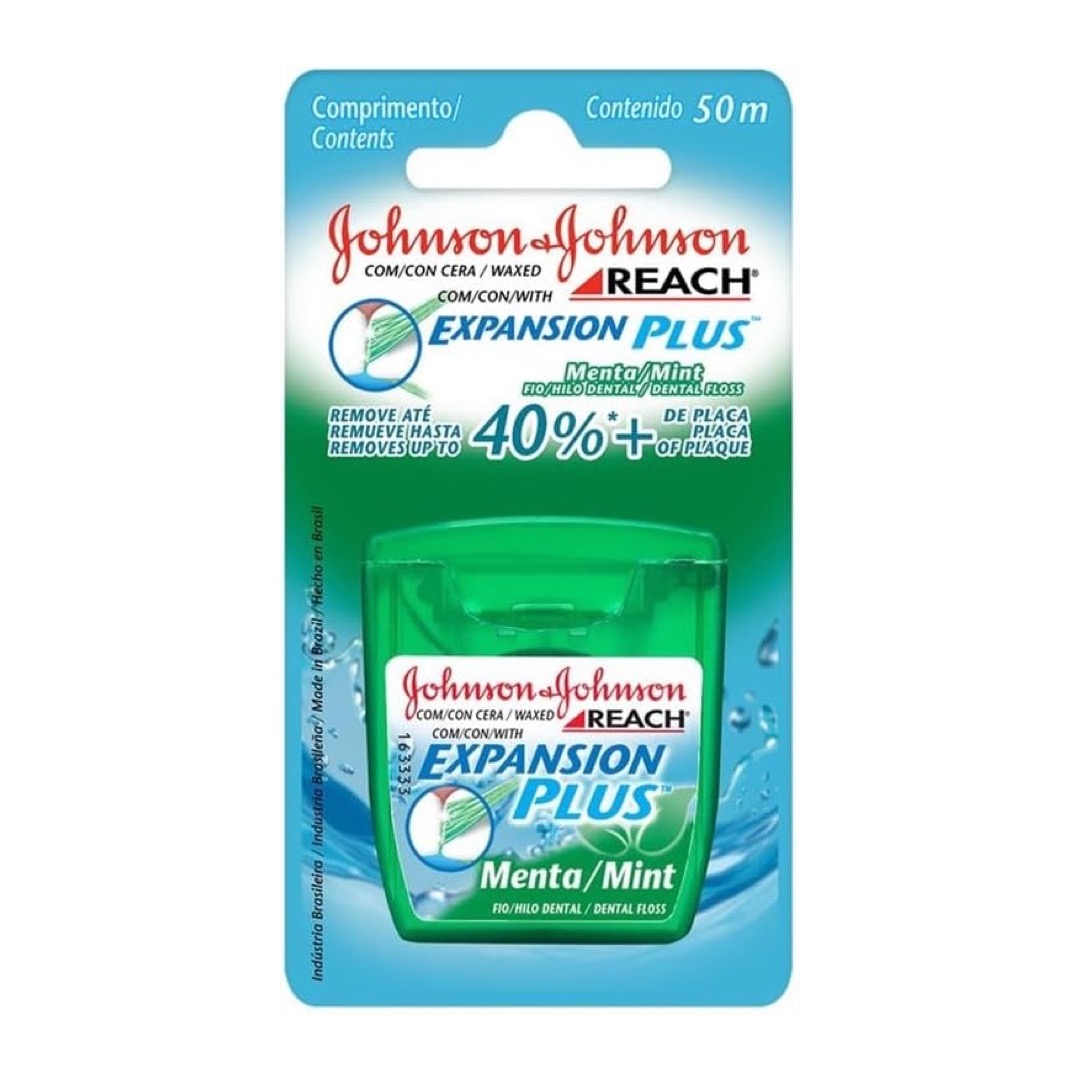 Comprimento/
Contents
Contenido 50 m
Johnson & Johnson
COM/CON CERA / WAXED
REACH®
COM/CON/WITH
EXPANSION PLUS™
Menta/Mint
FIO/HILO DENTAL / DENTAL FLOSS
REMOVE ATÉ
REMUEVE HASTA
REMOVES UP TO
40%*+
DE PLACA
PLACA
OF PLAQUE
Indústria Brasileira / Industria Brasileña / Made in Brazil / Hecho en Brasil
Johnson & Johnson
COM/CON CERA / WAXED
REACH®
COM/CON/WITH
163333
EXPANSION
PLUS™
Menta/Mint
FIO/HILO DENTAL / DENTAL FLOSS